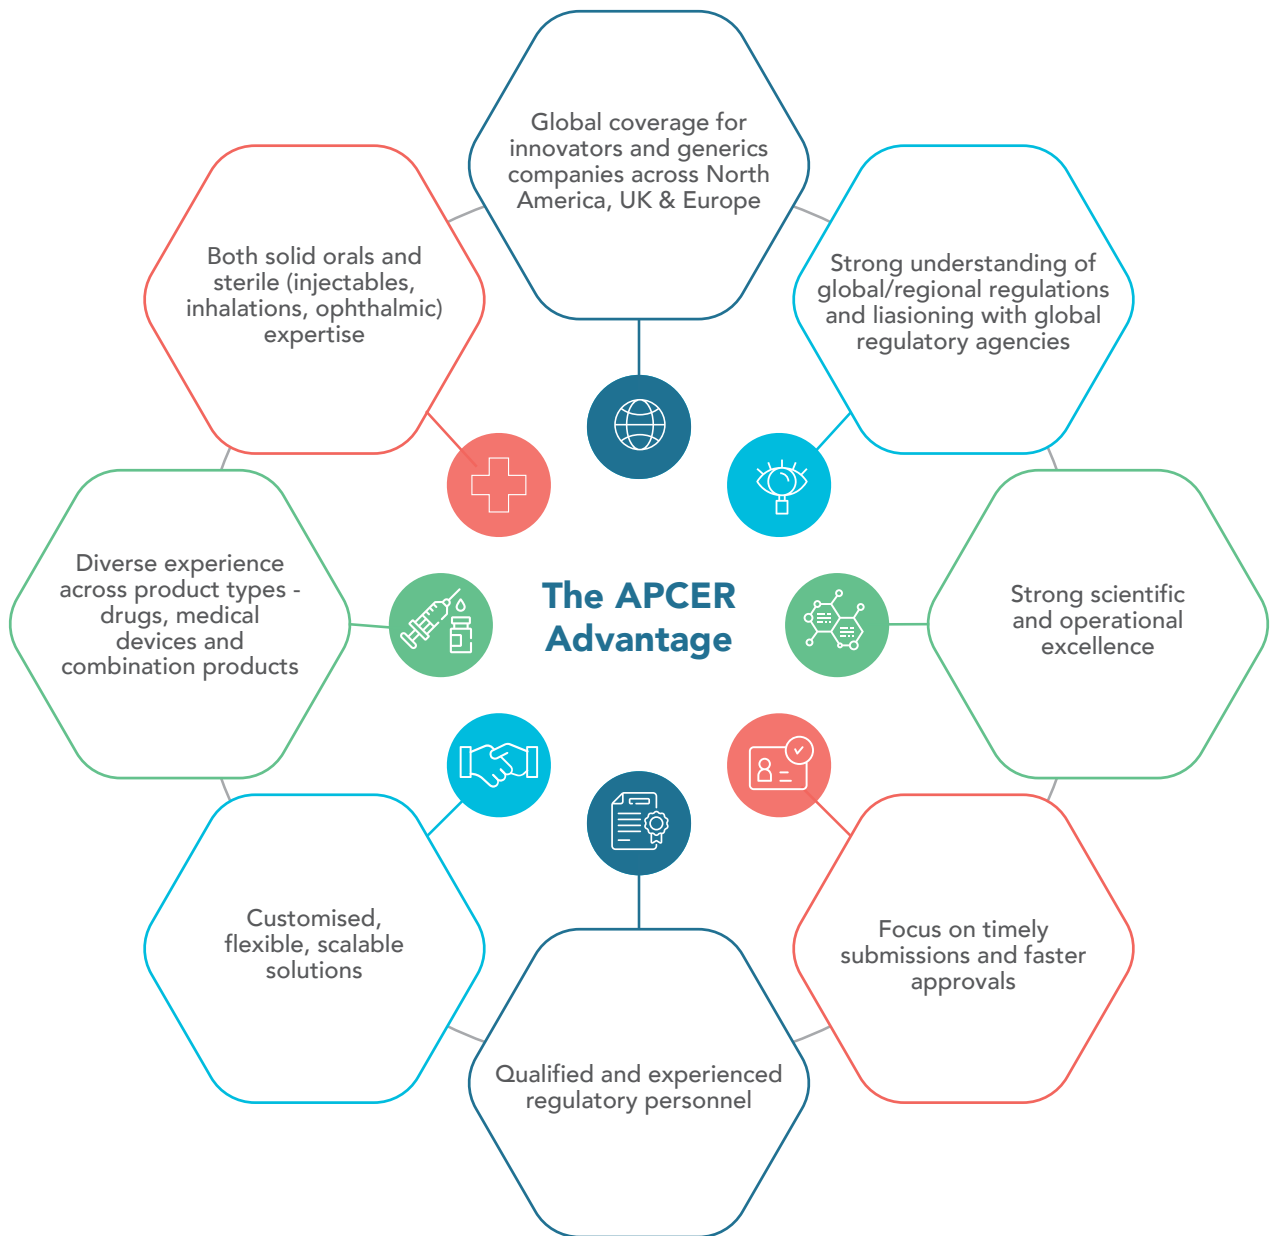 Global coverage for
innovators and generics
companies across North
America, UK & Europe
Strong understanding of
global/regional regulations
and liasioning with global
regulatory agencies
Strong scientific
and operational
excellence
Focus on timely
submissions and faster
approvals
Qualified and experienced
regulatory personnel
Customised,
flexible, scalable
solutions
Diverse experience
across product types -
drugs, medical
devices and
combination products
Both solid orals and
sterile (injectables,
inhalations, ophthalmic)
expertise
The APCER
Advantage